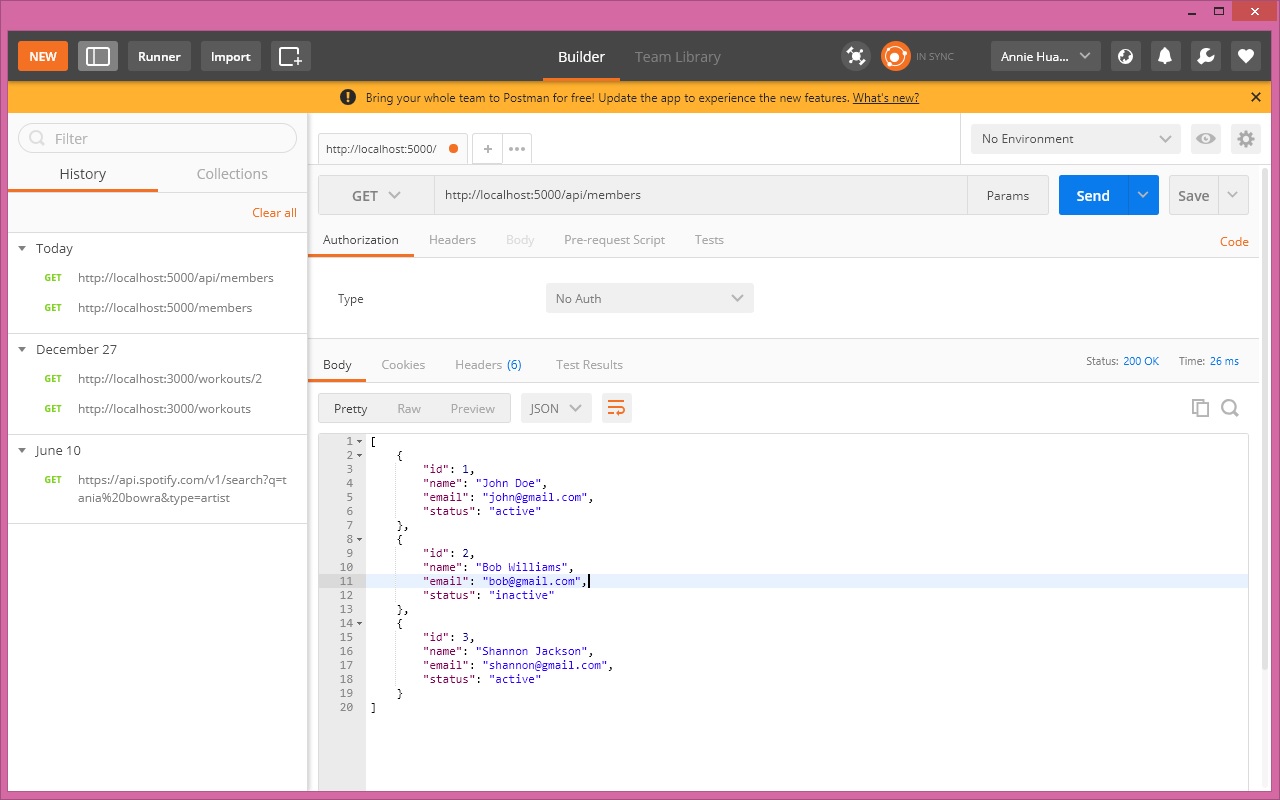 NEW Runner Import Builder Team Library IN SYNC Annie Hua...
! Bring your whole team to Postman for free! Update the app to experience the new features. What's new?
Filter
History Collections
Clear all
Today
GET http://localhost:5000/api/members
GET http://localhost:5000/members
December 27
GET http://localhost:3000/workouts/2
GET http://localhost:3000/workouts
June 10
GET https://api.spotify.com/v1/search?q=t
ania%20bowra&type=artist
http://localhost:5000/ + ••• No Environment
GET http://localhost:5000/api/members Params Send Save
Authorization Headers Body Pre-request Script Tests Code
Type No Auth
Body Cookies Headers (6) Test Results Status: 200 OK Time: 26 ms
Pretty Raw Preview JSON
1 [
2 {
3 "id": 1,
4 "name": "John Doe",
5 "email": "john@gmail.com",
6 "status": "active"
7 },
8 {
9 "id": 2,
10 "name": "Bob Williams",
11 "email": "bob@gmail.com",
12 "status": "inactive"
13 },
14 {
15 "id": 3,
16 "name": "Shannon Jackson",
17 "email": "shannon@gmail.com",
18 "status": "active"
19 }
20 ]